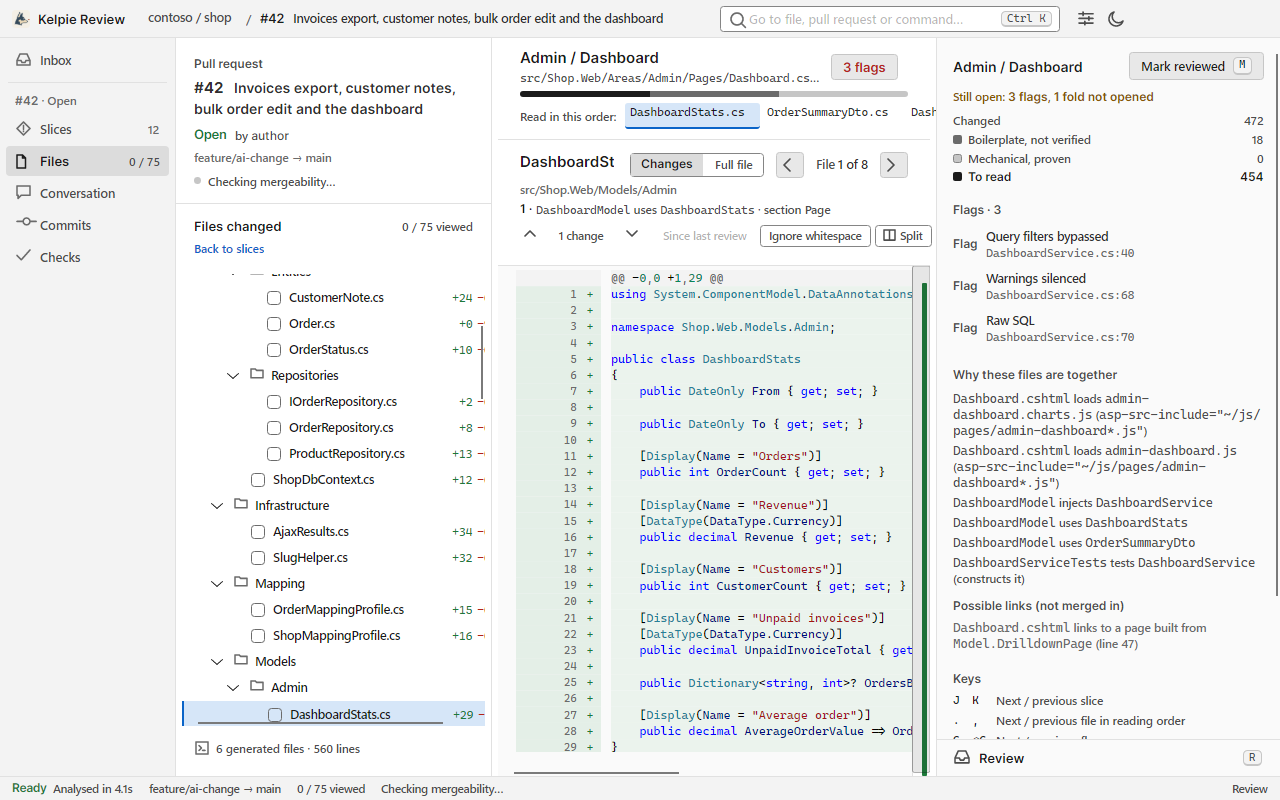 Kelpie Review
contoso / shop / #42 Invoices export, customer notes, bulk order edit and the dashboard
Go to file, pull request or command... Ctrl K
Inbox
#42 · Open
Slices 12
Files 0 / 75
Conversation
Commits
Checks
Pull request
#42 Invoices export, customer notes,
bulk order edit and the dashboard
Open by author
feature/ai-change → main
Checking mergeability...
Files changed 0 / 75 viewed
Back to slices
Entities
CustomerNote.cs +24
Order.cs +0
OrderStatus.cs +10
Repositories
IOrderRepository.cs +2
OrderRepository.cs +8
ProductRepository.cs +13
ShopDbContext.cs +12
Infrastructure
AjaxResults.cs +34
SlugHelper.cs +32
Mapping
OrderMappingProfile.cs +15
ShopMappingProfile.cs +16
Models
Admin
DashboardStats.cs +29
6 generated files · 560 lines
Admin / Dashboard
src/Shop.Web/Areas/Admin/Pages/Dashboard.cs...
3 flags
Read in this order: DashboardStats.cs OrderSummaryDto.cs Dash
DashboardSt Changes Full file File 1 of 8
src/Shop.Web/Models/Admin
1 · DashboardModel uses DashboardStats · section Page
1 change Since last review Ignore whitespace Split
@@ −0,0 +1,29 @@
1 + using System.ComponentModel.DataAnnotations
2 +
3 + namespace Shop.Web.Models.Admin;
4 +
5 + public class DashboardStats
6 + {
7 + public DateOnly From { get; set; }
8 +
9 + public DateOnly To { get; set; }
10 +
11 + [Display(Name = "Orders")]
12 + public int OrderCount { get; set; }
13 +
14 + [Display(Name = "Revenue")]
15 + [DataType(DataType.Currency)]
16 + public decimal Revenue { get; set; }
17 +
18 + [Display(Name = "Customers")]
19 + public int CustomerCount { get; set; }
20 +
21 + [Display(Name = "Unpaid invoices")]
22 + [DataType(DataType.Currency)]
23 + public decimal UnpaidInvoiceTotal { get
24 +
25 + public Dictionary<string, int>? OrdersB
26 +
27 + [Display(Name = "Average order")]
28 + public decimal AverageOrderValue => Ord
29 + }
Admin / Dashboard
Mark reviewed M
Still open: 3 flags, 1 fold not opened
Changed 472
Boilerplate, not verified 18
Mechanical, proven 0
To read 454
Flags · 3
Flag Query filters bypassed
DashboardService.cs:40
Flag Warnings silenced
DashboardService.cs:68
Flag Raw SQL
DashboardService.cs:70
Why these files are together
Dashboard.cshtml loads admin-
dashboard.charts.js (asp-src-include="~/js/
pages/admin-dashboard*.js")
Dashboard.cshtml loads admin-dashboard.js
(asp-src-include="~/js/pages/admin-
dashboard*.js")
DashboardModel injects DashboardService
DashboardModel uses DashboardStats
DashboardModel uses OrderSummaryDto
DashboardServiceTests tests DashboardService
(constructs it)
Possible links (not merged in)
Dashboard.cshtml links to a page built from
Model.DrilldownPage (line 47)
Keys
J K Next / previous slice
. , Next / previous file in reading order
Review R
Ready Analysed in 4.1s feature/ai-change → main 0 / 75 viewed Checking mergeability... Review